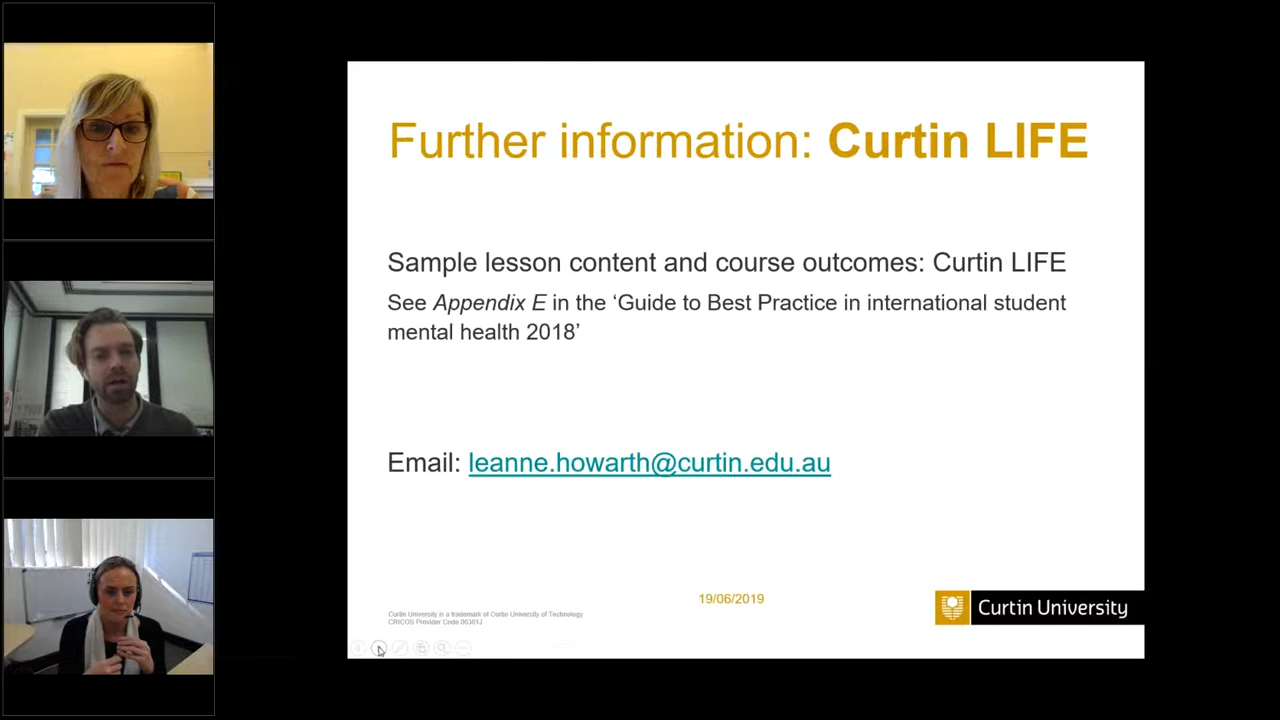 Further information: Curtin LIFE
Sample lesson content and course outcomes: Curtin LIFE
See Appendix E in the ‘Guide to Best Practice in international student
mental health 2018’
Email: leanne.howarth@curtin.edu.au
19/06/2019
Curtin University is a trademark of Curtin University of Technology
CRICOS Provider Code 00301J
Curtin University